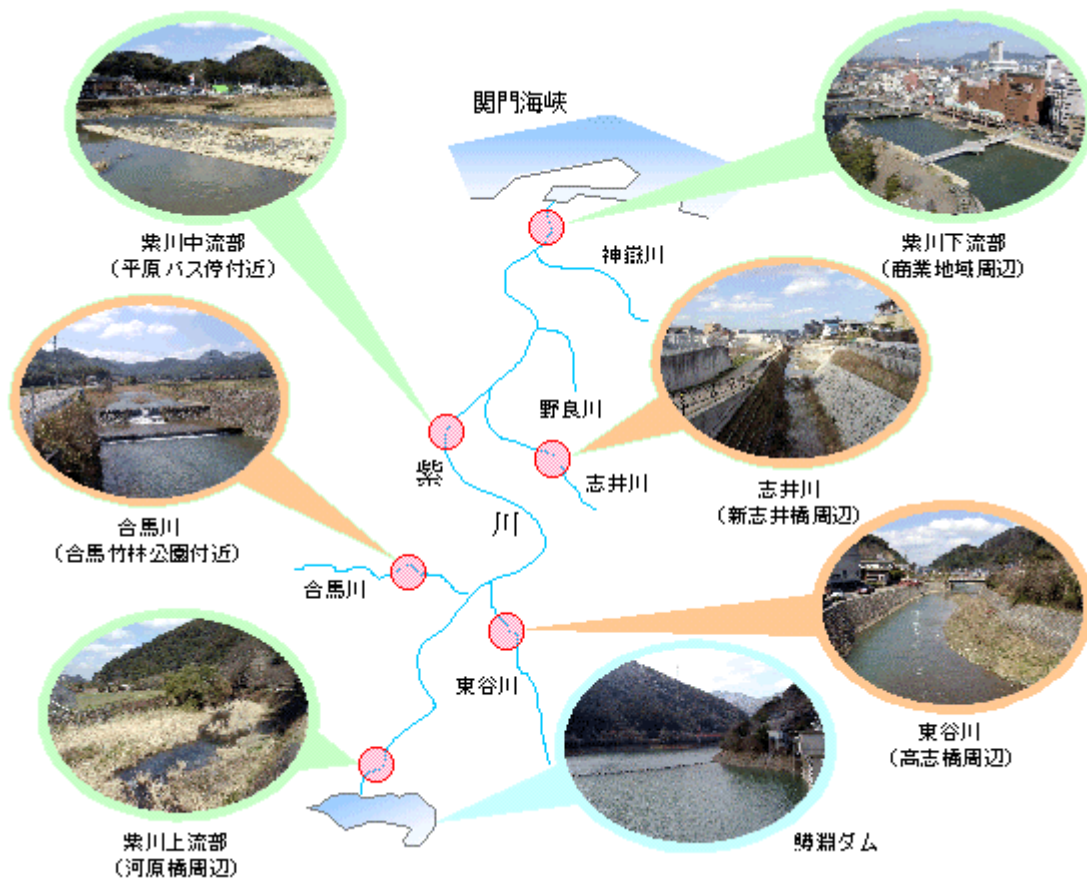 関門海峡
紫川中流部
(平原バス停付近)
紫川下流部
(商業地域周辺)
神嶽川
野良川
紫
川
志井川
志井川
(新志井橋周辺)
合馬川
(合馬竹林公園付近)
合馬川
東谷川
東谷川
(高志橋周辺)
紫川上流部
(河原橋周辺)
鱒淵ダム